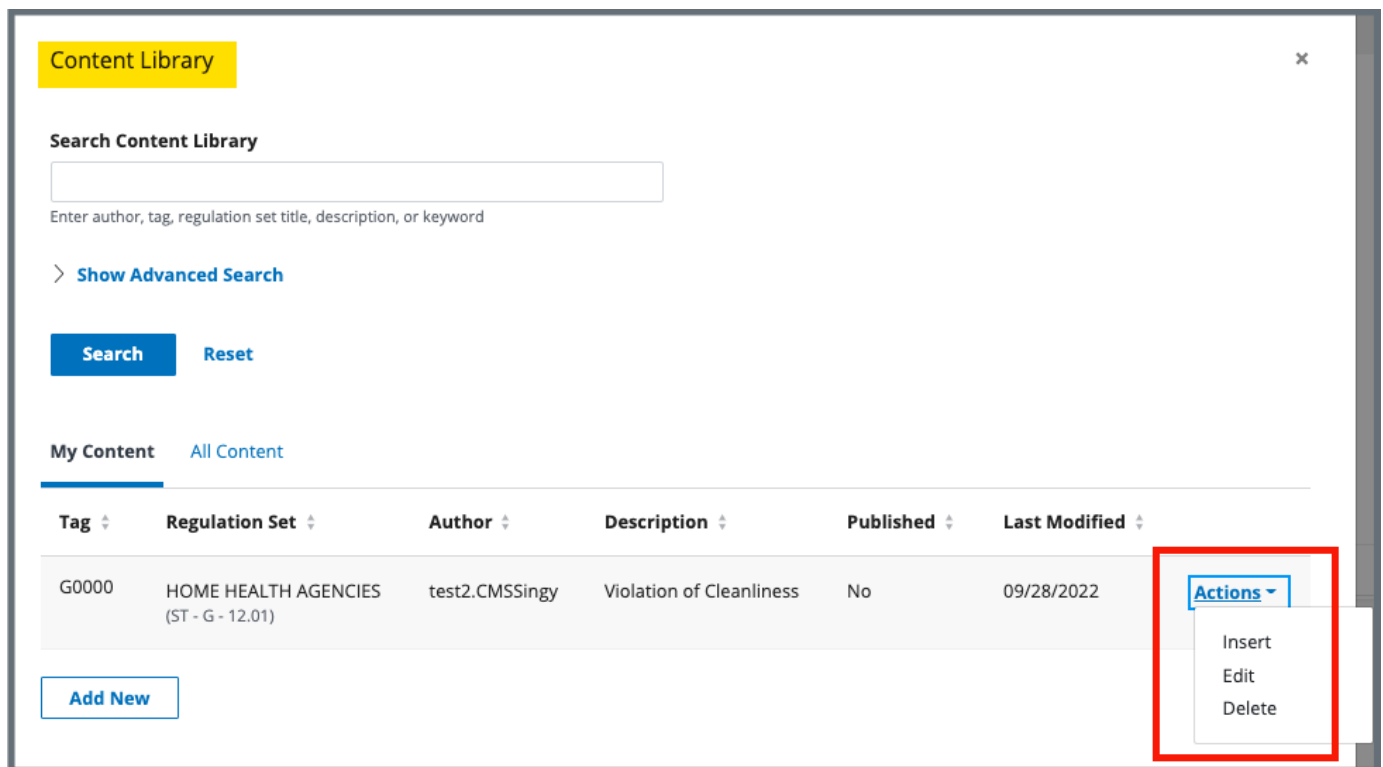 Content Library
×
Search Content Library
Enter author, tag, regulation set title, description, or keyword
Show Advanced Search
Search Reset
My Content All Content
Tag Regulation Set Author Description Published Last Modified
G0000 HOME HEALTH AGENCIES test2.CMSSingy Violation of Cleanliness No 09/28/2022 Actions
(ST - G - 12.01)
Insert
Edit
Add New
Delete